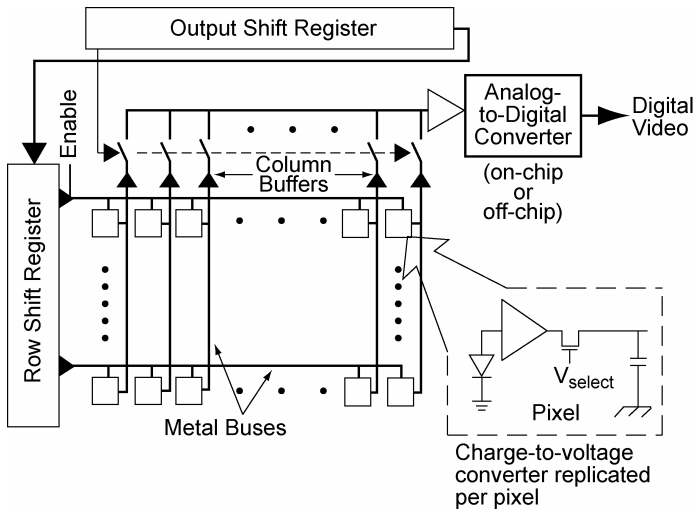 Output Shift Register
Enable
Analog-
to-Digital
Converter
Digital
Video
(on-chip
or
off-chip)
Column
Buffers
Row Shift Register
Metal Buses
Vselect
Pixel
Charge-to-voltage
converter replicated
per pixel